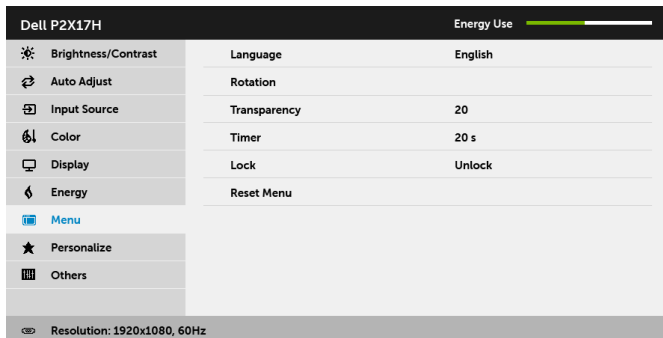 Dell P2X17H Energy Use
Brightness/Contrast Language English
Auto Adjust Rotation
Input Source Transparency 20
Color Timer 20 s
Display Lock Unlock
Energy Reset Menu
Menu
Personalize
Others
Resolution: 1920x1080, 60Hz